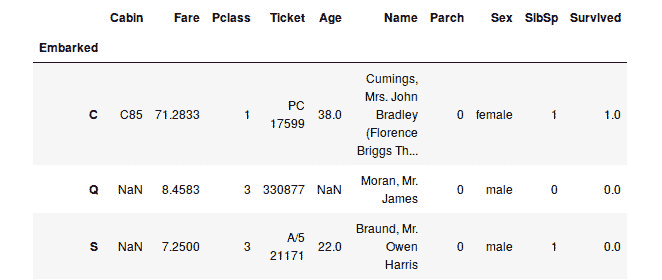 Cabin Fare Pclass Ticket Age Name Parch Sex SibSp Survived
Embarked
Cumings,
Mrs. John
C C85 71.2833 1 PC 17599 38.0 Bradley 0 female 1 1.0
(Florence
Briggs Th...
Q NaN 8.4583 3 330877 NaN Moran, Mr. 0 male 0 0.0
James
Braund, Mr.
S NaN 7.2500 3 A/5 21171 22.0 Owen 0 male 1 0.0
Harris